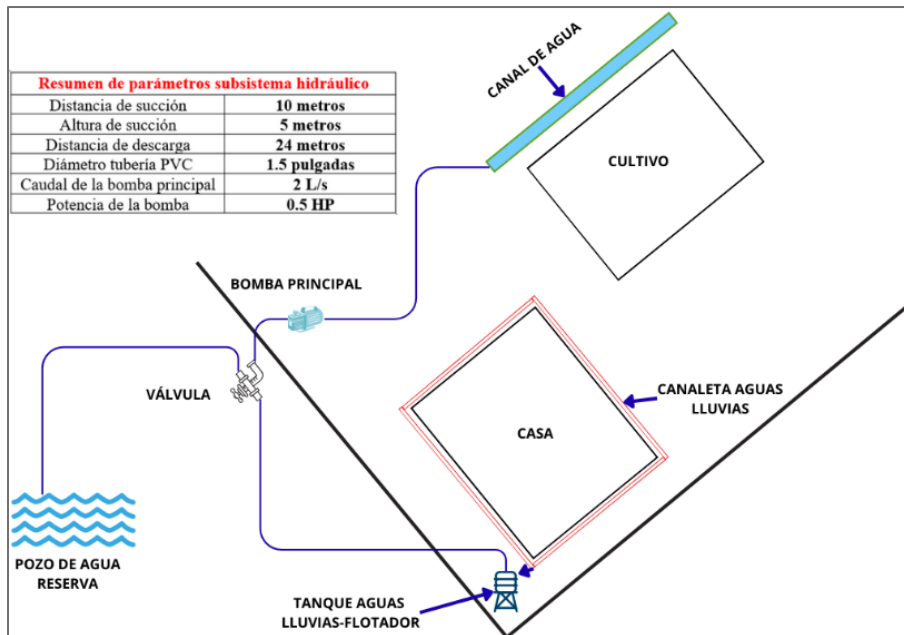 Resumen de parámetros subsistema hidráulico
Distancia de succión 10 metros
Altura de succión 5 metros
Distancia de descarga 24 metros
Diámetro tubería PVC 1.5 pulgadas
Caudal de la bomba principal 2 L/s
Potencia de la bomba 0.5 HP
CANAL DE AGUA
CULTIVO
BOMBA PRINCIPAL
VÁLVULA
CANALETA AGUAS
LLUVIAS
CASA
POZO DE AGUA
RESERVA
TANQUE AGUAS
LLUVIAS-FLOTADOR